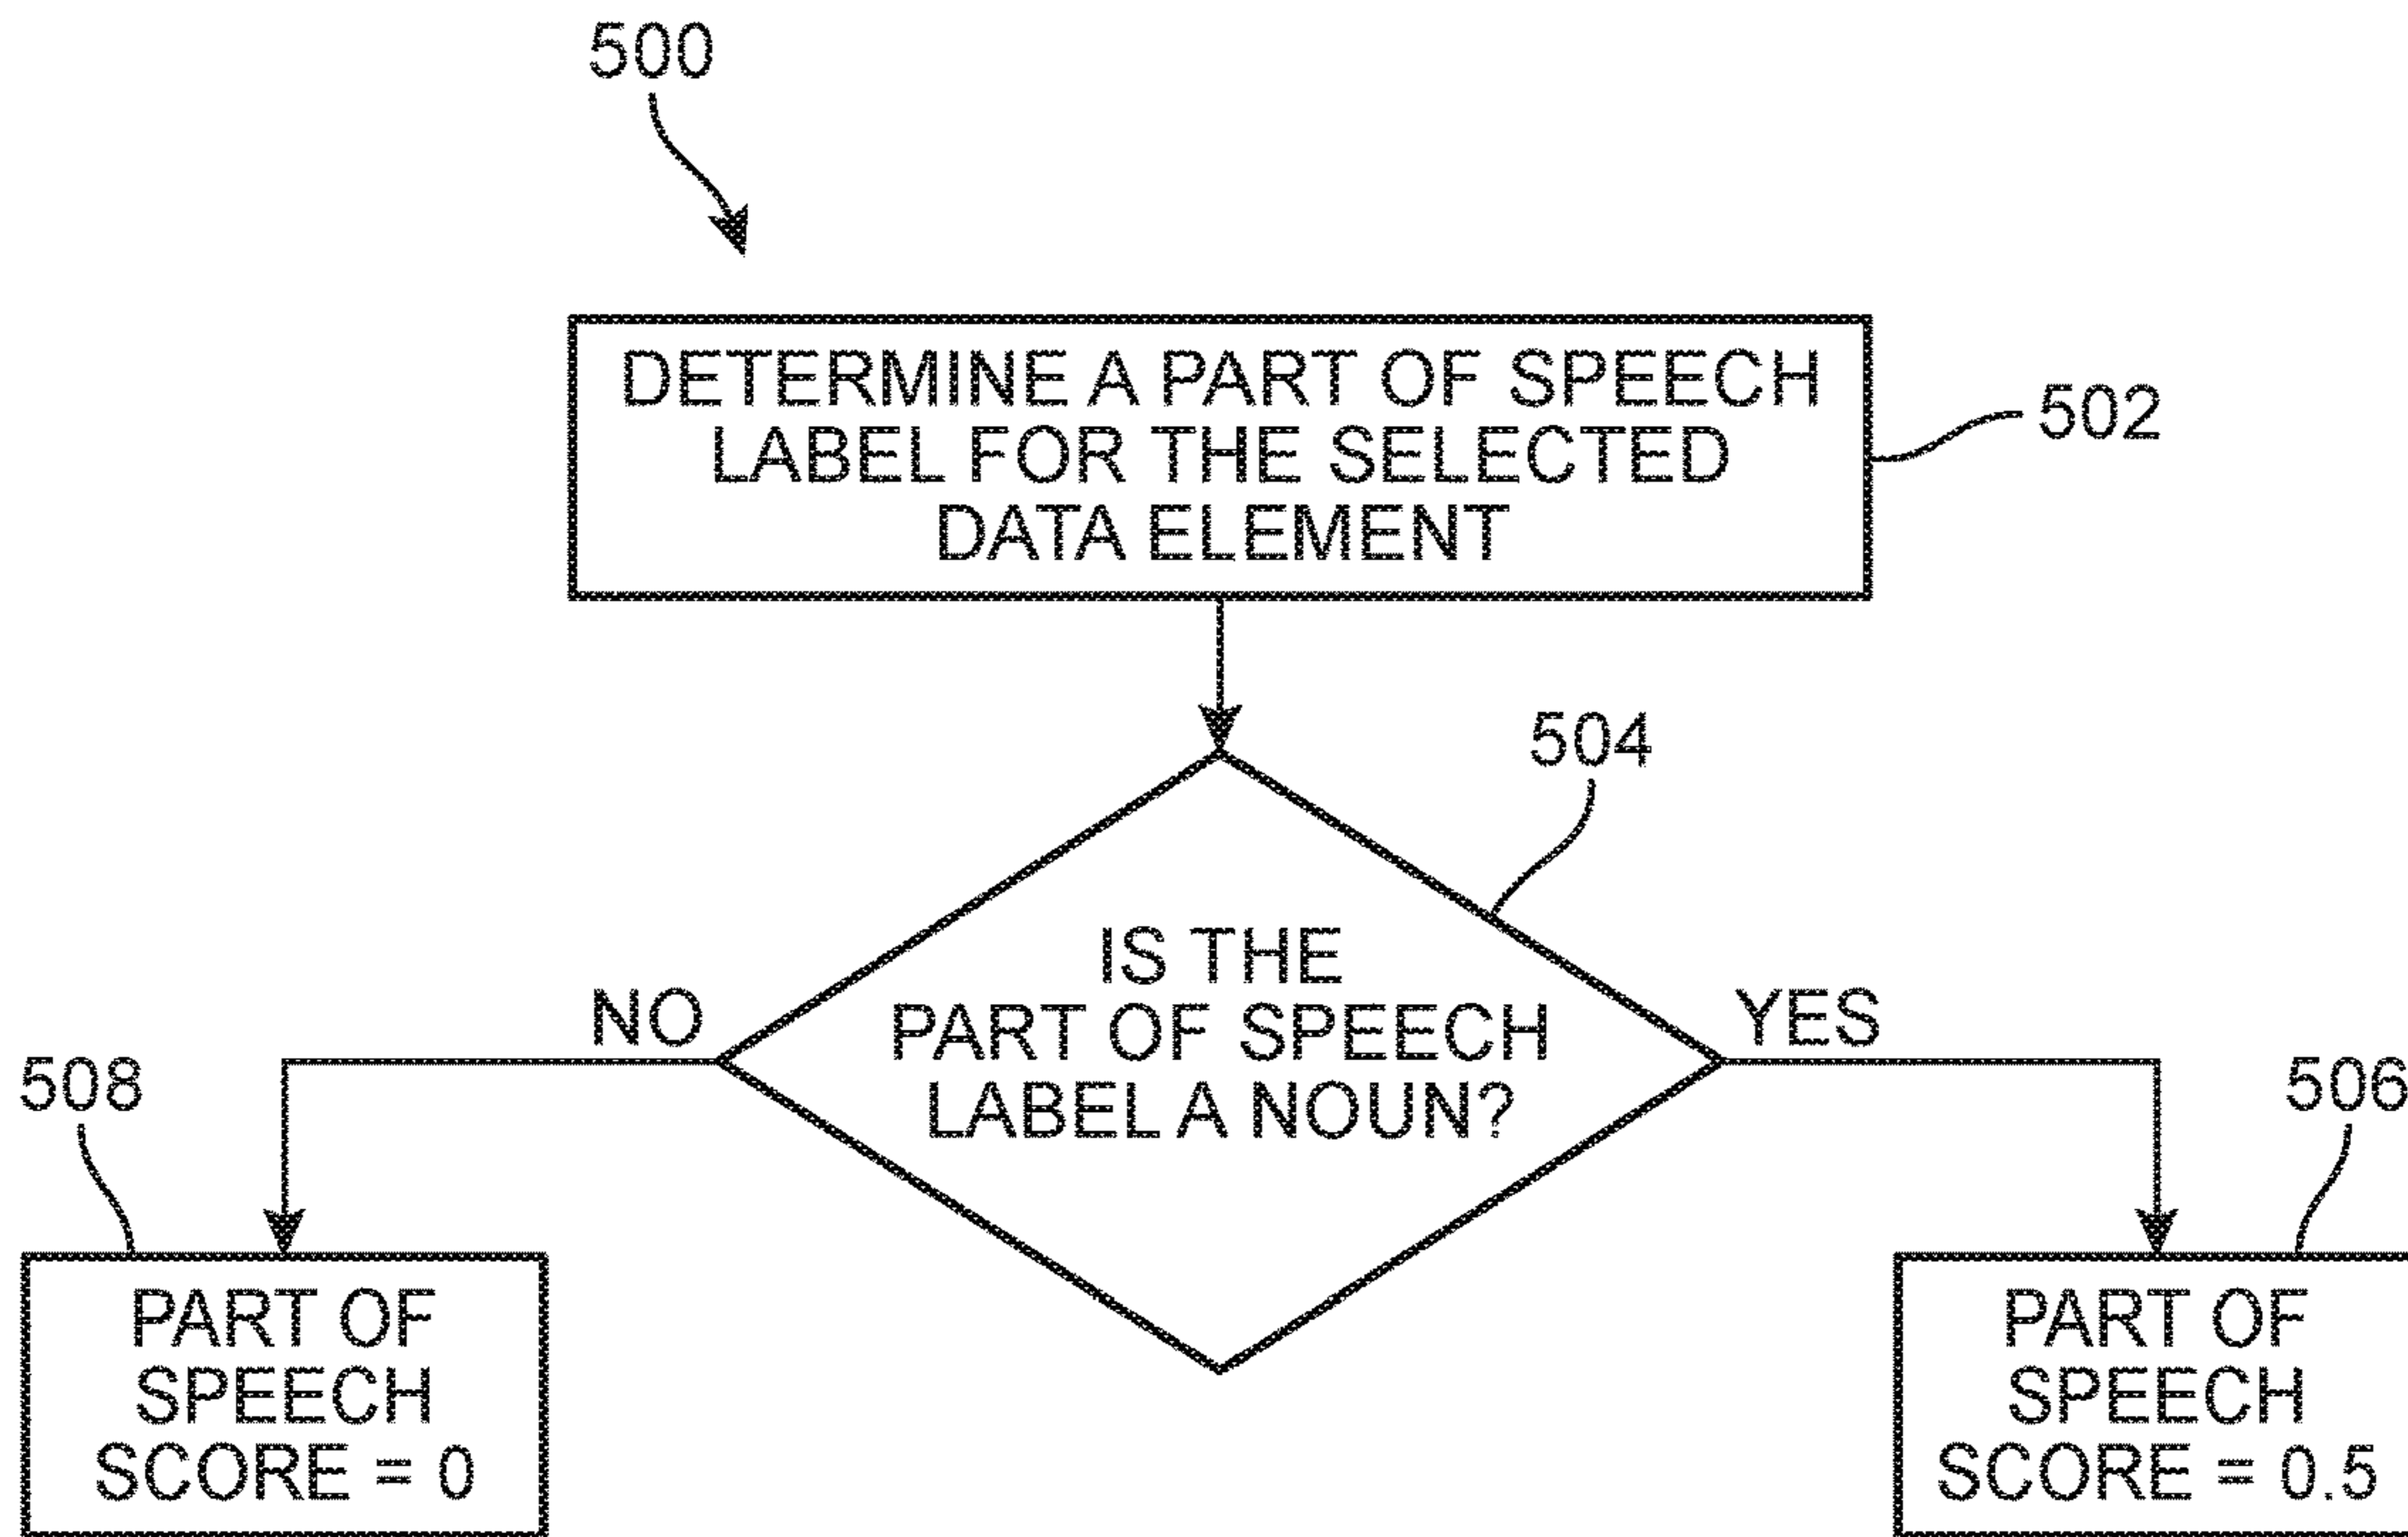 500
DETERMINE A PART OF SPEECH
LABEL FOR THE SELECTED
DATA ELEMENT
502
504
IS THE
PART OF SPEECH
LABEL A NOUN?
NO
YES
508
506
PART OF
SPEECH
SCORE = 0
PART OF
SPEECH
SCORE = 0.5